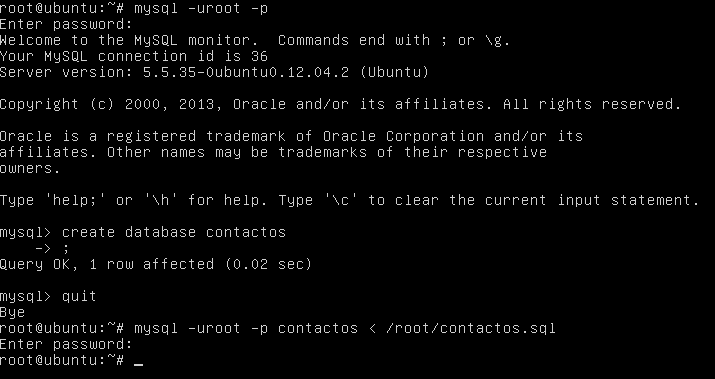 root@ubuntu:~# mysql -uroot -p
Enter password:
Welcome to the MySQL monitor.  Commands end with ; or \g.
Your MySQL connection id is 36
Server version: 5.5.35-0ubuntu0.12.04.2 (Ubuntu)
Copyright (c) 2000, 2013, Oracle and/or its affiliates. All rights reserved.
Oracle is a registered trademark of Oracle Corporation and/or its
affiliates. Other names may be trademarks of their respective
owners.
Type 'help;' or '\h' for help. Type '\c' to clear the current input statement.
mysql> create database contactos
    -> ;
Query OK, 1 row affected (0.02 sec)
mysql> quit
Bye
root@ubuntu:~# mysql -uroot -p contactos < /root/contactos.sql
Enter password:
root@ubuntu:~# _